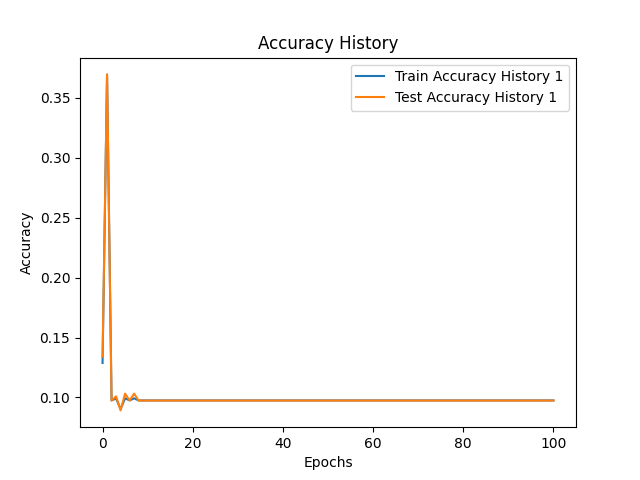 Accuracy History
Train Accuracy History 1
Test Accuracy History 1
0.35
0.30
0.25
0.20
0.15
0.10
Accuracy
0 20 40 60 80 100
Epochs